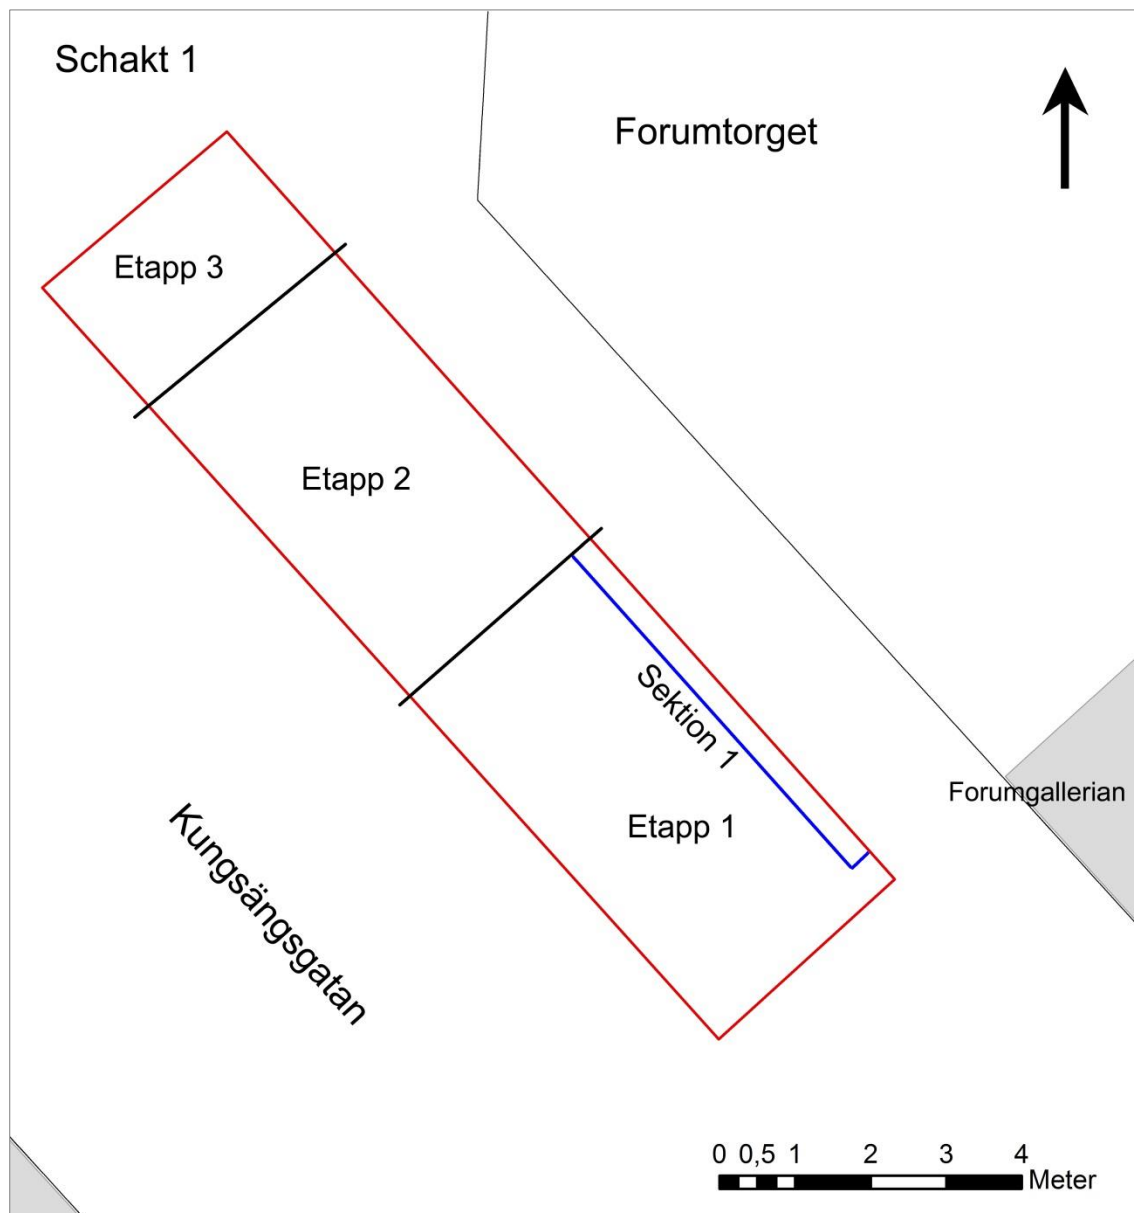 Schakt 1
Forumtorget
Etapp 3
Etapp 2
Sektion 1
Forumgallerian
Etapp 1
Kungsängsgatan
0 0,5 1 2 3 4
Meter